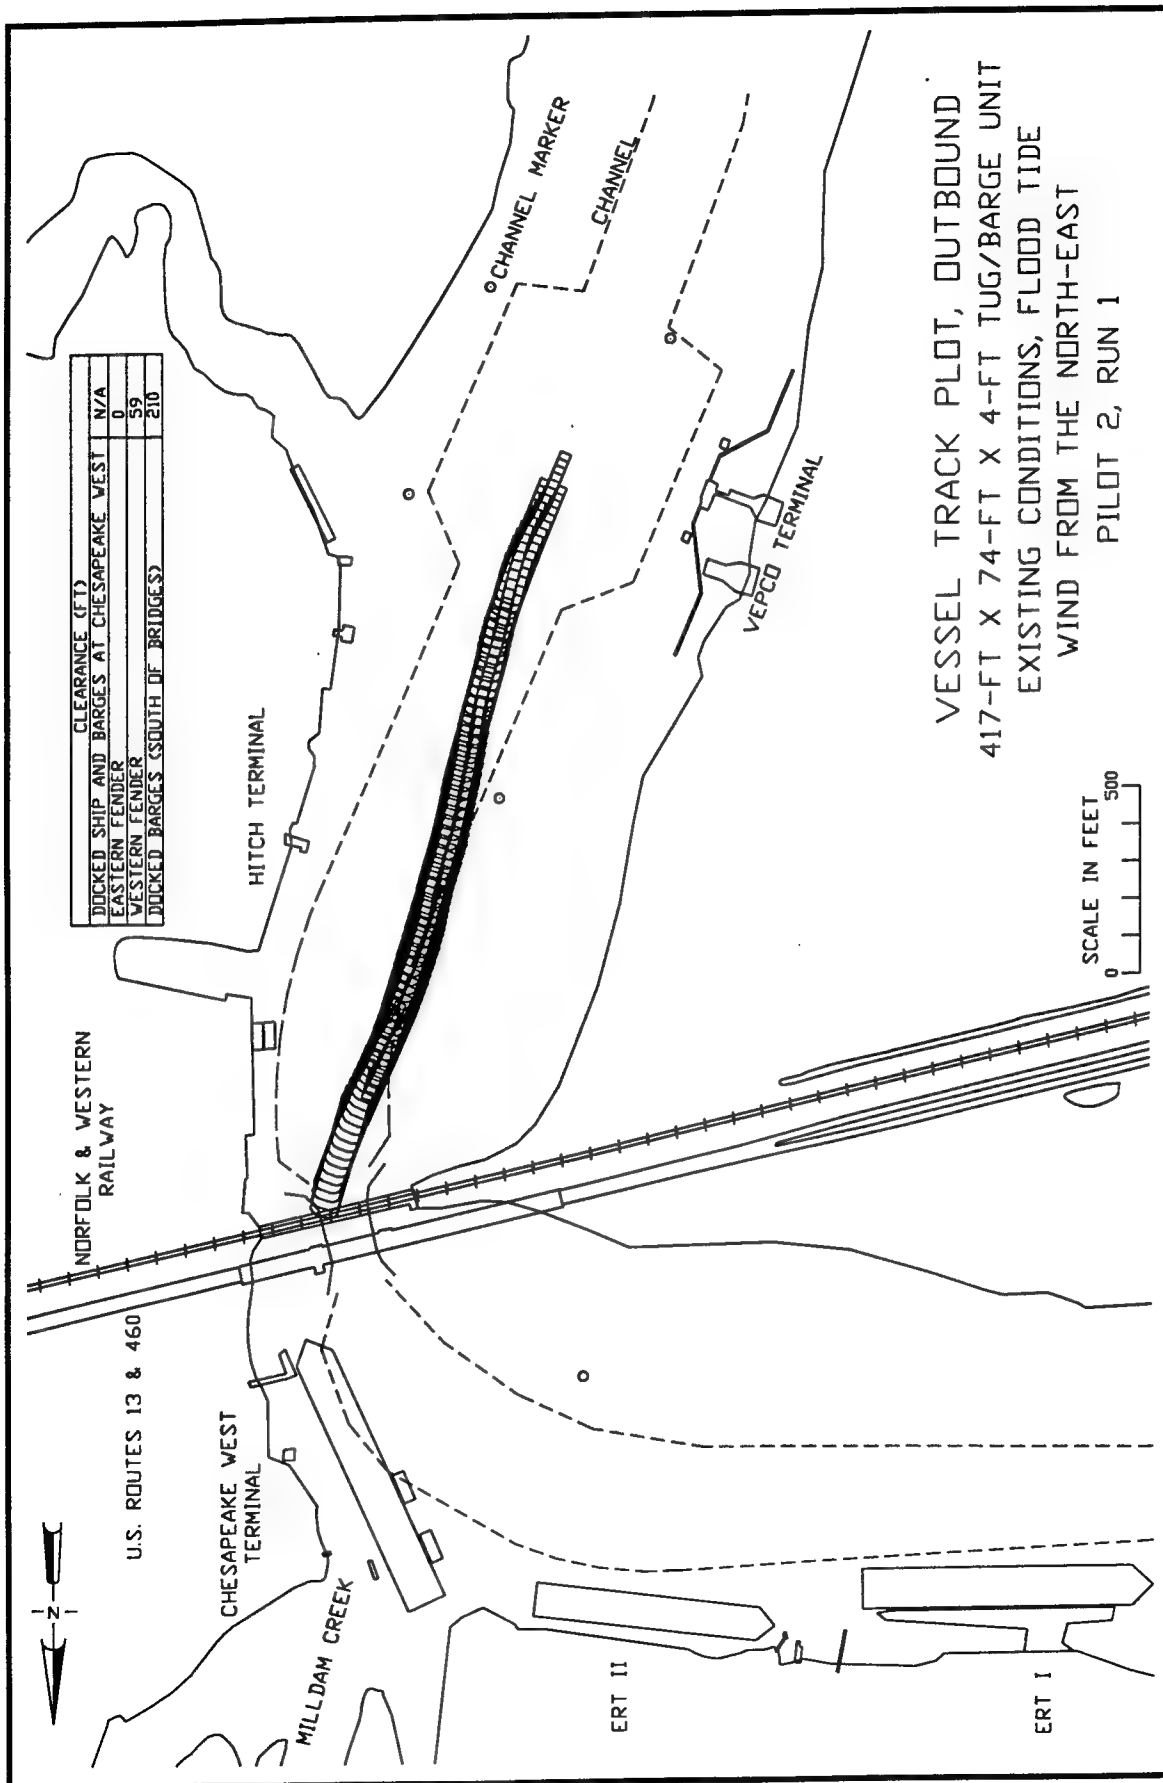 CLEARANCE (FT)
DOCKED SHIP AND BARGES AT CHESAPEAKE WEST N/A
EASTERN FENDER 0
WESTERN FENDER 59
DOCKED BARGES (SOUTH OF BRIDGES) 210
N
U.S. ROUTES 13 & 460
NORFOLK & WESTERN
RAILWAY
HITCH TERMINAL
CHANNEL MARKER
CHANNEL
CHESAPEAKE WEST
TERMINAL
MILLDAM CREEK
VEPCO TERMINAL
ERT II
ERT I
SCALE IN FEET
0 500
VESSEL TRACK PLOT, OUTBOUND
417-FT X 74-FT X 4-FT TUG/BARGE UNIT
EXISTING CONDITIONS, FLOOD TIDE
WIND FROM THE NORTH-EAST
PILOT 2, RUN 1